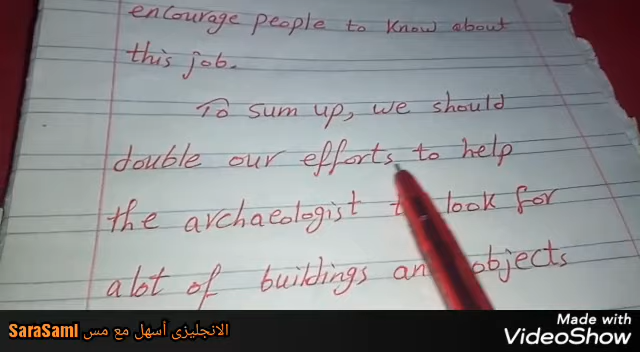 encourage people to know about
this job.
To sum up, we should
double our efforts to help
the archaeologist look for
a lot of buildings objects
SaraSamI الانجليزى أسهل مع مس
Made with
VideoShow